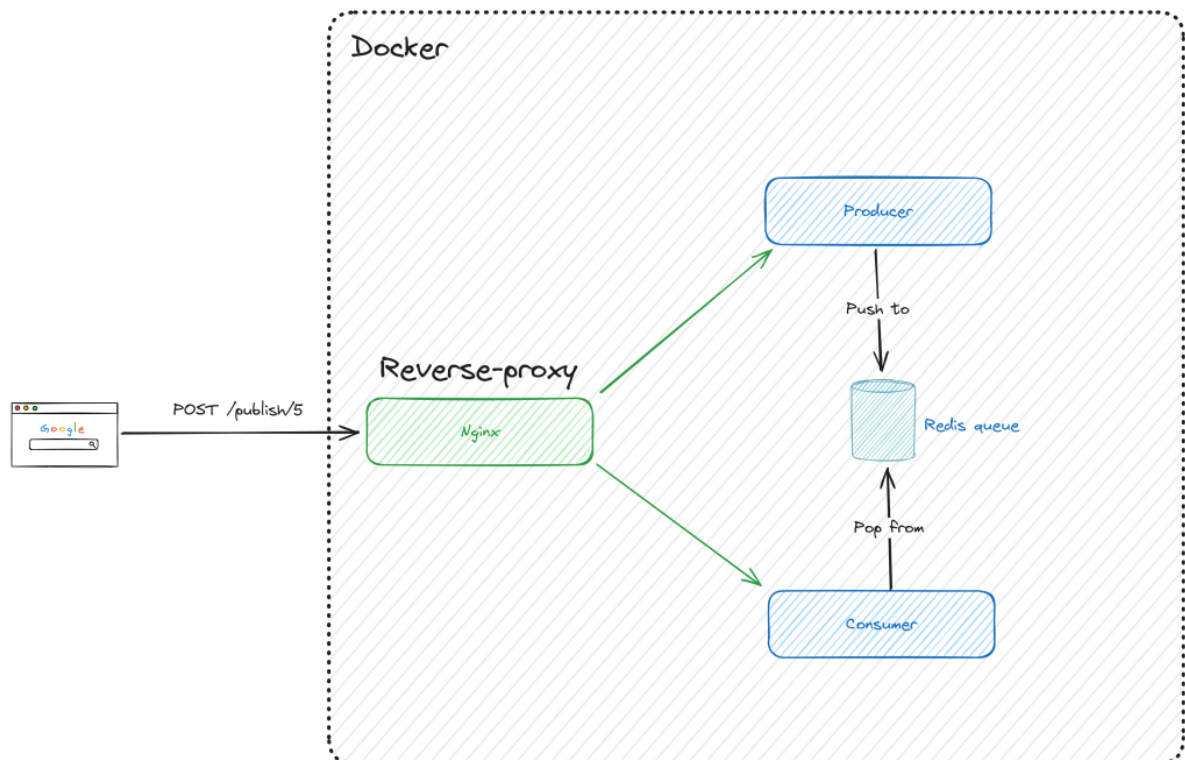 Docker
Producer
Push to
Reverse-proxy
POST /publish/5
Nginx
Google
Redis queue
Pop from
Consumer